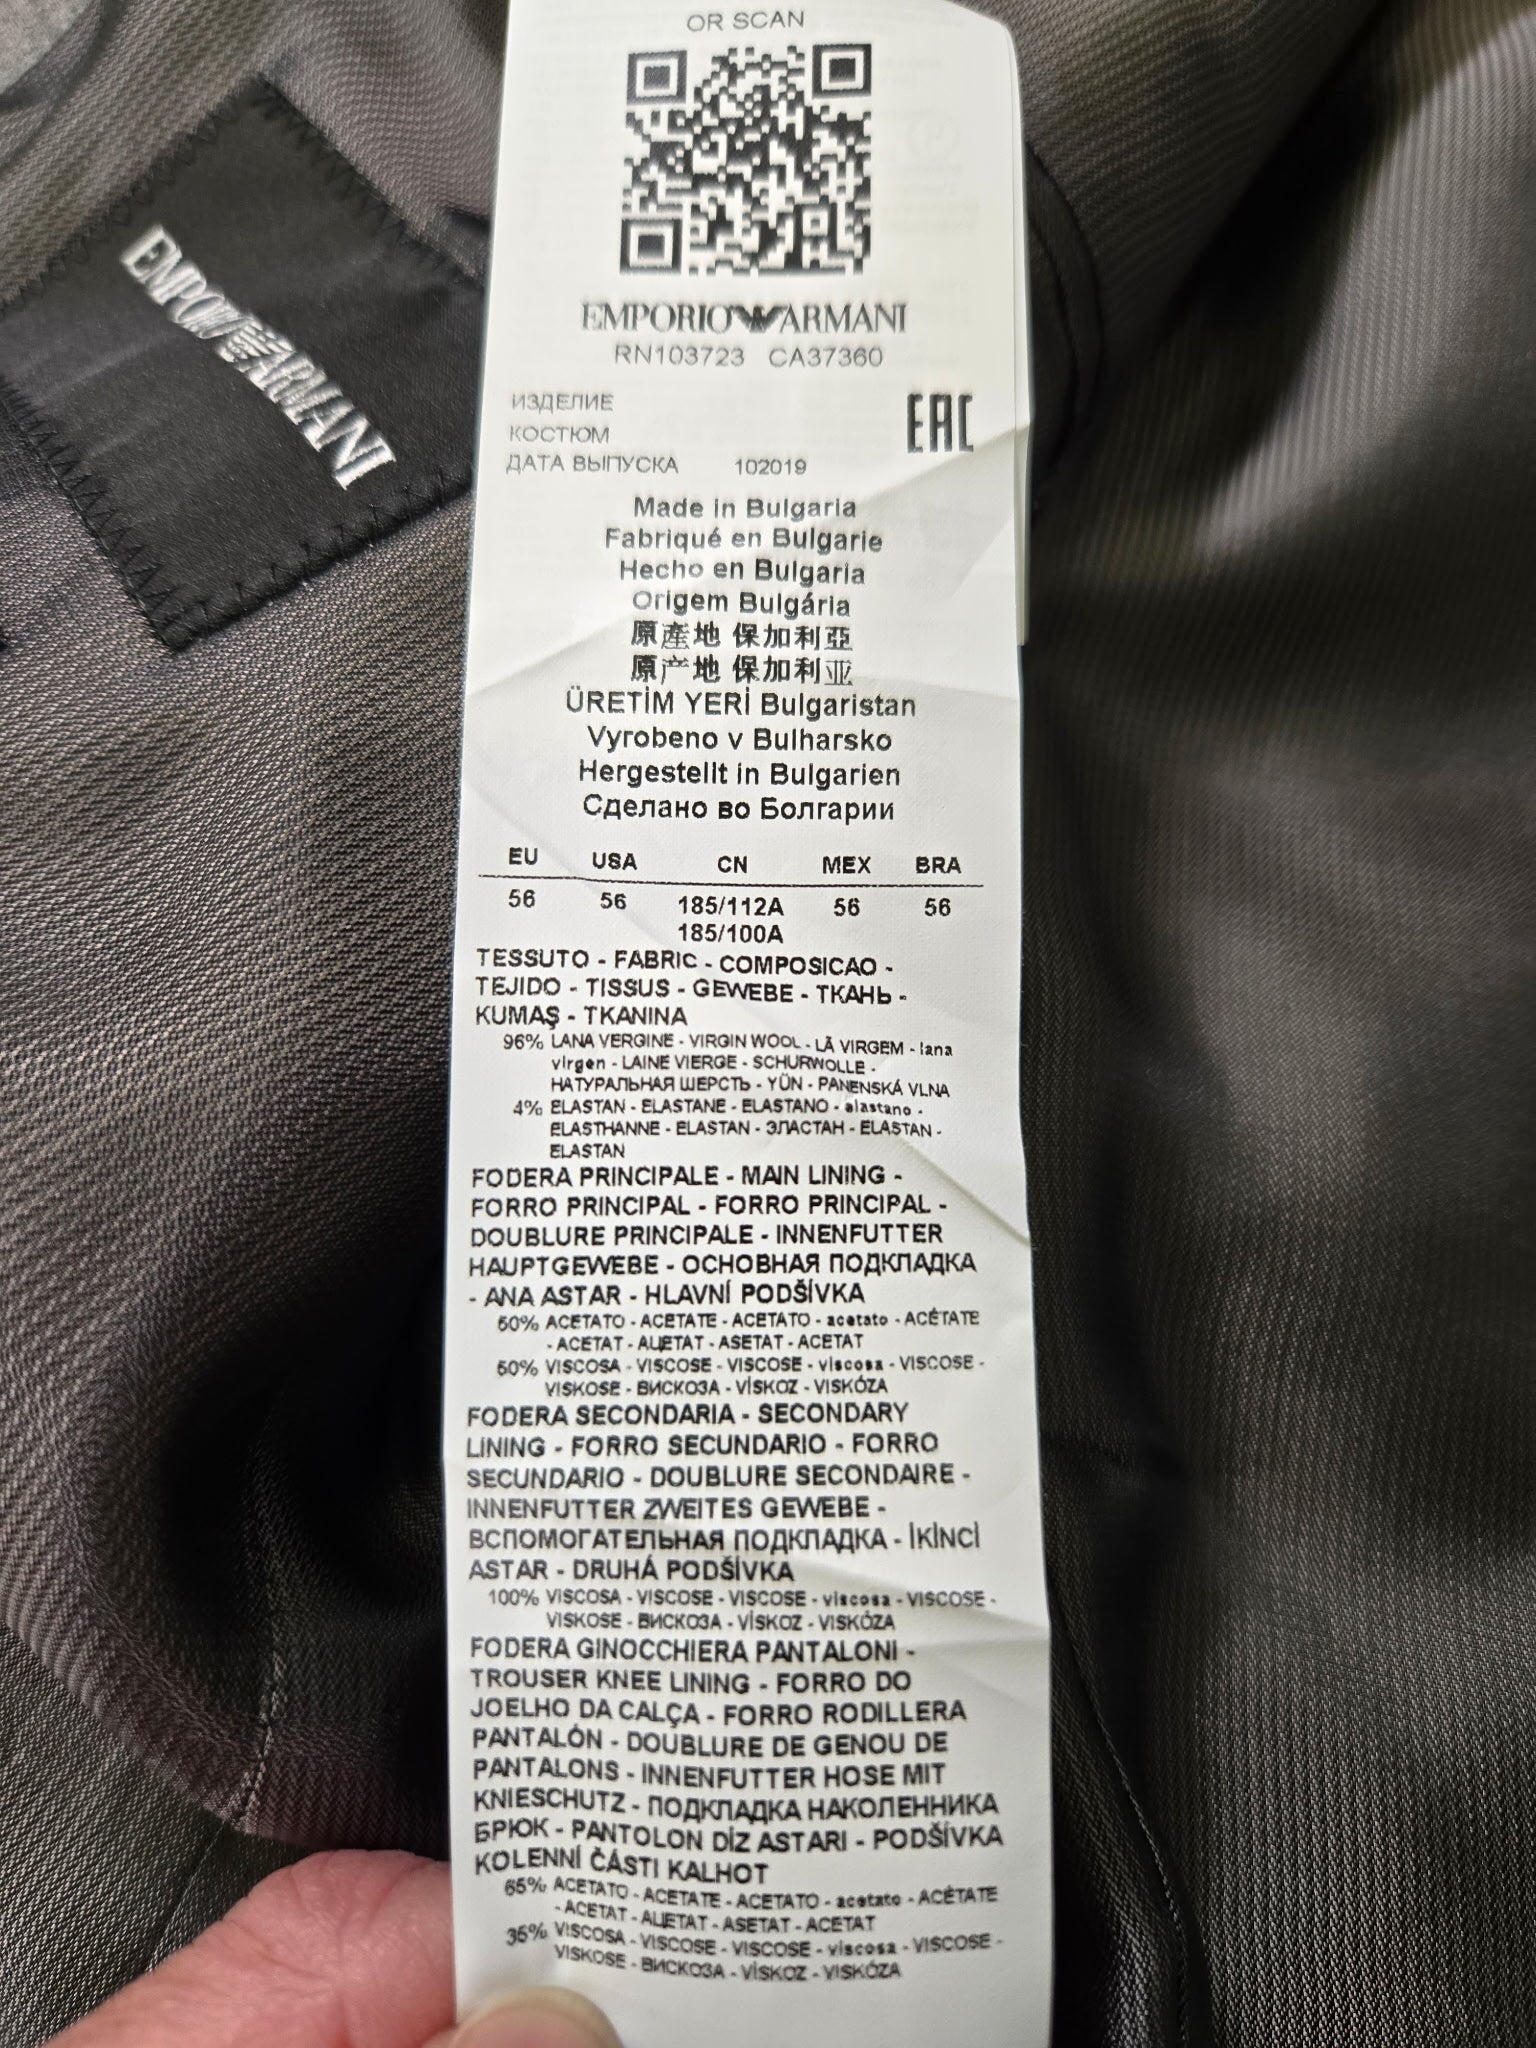 OR SCAN
EMPORIO ARMANI
RN103723 CA37360
ИЗДЕЛИЕ
КОСТЮМ
ДАТА ВЫПУСКА 102019
EAC
Made in Bulgaria
Fabriqué en Bulgarie
Hecho en Bulgaria
Origem Bulgária
原產地 保加利亞
原产地 保加利亚
ÜRETİM YERİ Bulgaristan
Vyrobeno v Bulharsko
Hergestellt in Bulgarien
Сделано во Болгарии
EU USA CN MEX BRA
56 56 185/112A 56 56
185/100A
TESSUTO - FABRIC - COMPOSICAO -
TEJIDO - TISSUS - GEWEBE - ТКАНЬ -
KUMAŞ - TKANINA
96% LANA VERGINE - VIRGIN WOOL - LÃ VIRGEM - lana
virgen - LAINE VIERGE - SCHURWOLLE -
НАТУРАЛЬНАЯ ШЕРСТЬ - YÜN - PANENSKÁ VLNA
4% ELASTAN - ELASTANE - ELASTANO - elastano -
ELASTHANNE - ELASTAN - ЭЛАСТАН - ELASTAN -
ELASTAN
FODERA PRINCIPALE - MAIN LINING -
FORRO PRINCIPAL - FORRO PRINCIPAL -
DOUBLURE PRINCIPALE - INNENFUTTER
HAUPTGEWEBE - ОСНОВНАЯ ПОДКЛАДКА
- ANA ASTAR - HLAVNÍ PODŠÍVKA
50% ACETATO - ACETATE - ACETATO - acetato - ACÉTATE
- ACETAT - АЦЕТАТ - ASETAT - ACETAT
50% VISCOSA - VISCOSE - VISCOSE - viscosa - VISCOSE -
VISKOSE - ВИСКОЗА - VİSKOZ - VISKÓZA
FODERA SECONDARIA - SECONDARY
LINING - FORRO SECUNDARIO - FORRO
SECUNDARIO - DOUBLURE SECONDAIRE -
INNENFUTTER ZWEITES GEWEBE -
ВСПОМОГАТЕЛЬНАЯ ПОДКЛАДКА - İKİNCİ
ASTAR - DRUHÁ PODŠÍVKA
100% VISCOSA - VISCOSE - VISCOSE - viscosa - VISCOSE -
VISKOSE - ВИСКОЗА - VİSKOZ - VISKÓZA
FODERA GINOCCHIERA PANTALONI -
TROUSER KNEE LINING - FORRO DO
JOELHO DA CALÇA - FORRO RODILLERA
PANTALÓN - DOUBLURE DE GENOU DE
PANTALONS - INNENFUTTER HOSE MIT
KNIESCHUTZ - ПОДКЛАДКА НАКОЛЕННИКА
БРЮК - PANTOLON DİZ ASTARI - PODŠÍVKA
KOLENNÍ ČÁSTI KALHOT
65% ACETATO - ACETATE - ACETATO - acetato - ACÉTATE
- ACETAT - АЦЕТАТ - ASETAT - ACETAT
35% VISCOSA - VISCOSE - VISCOSE - viscosa - VISCOSE -
VISKOSE - ВИСКОЗА - VİSKOZ - VISKÓZA
EMPORIO ARMANI